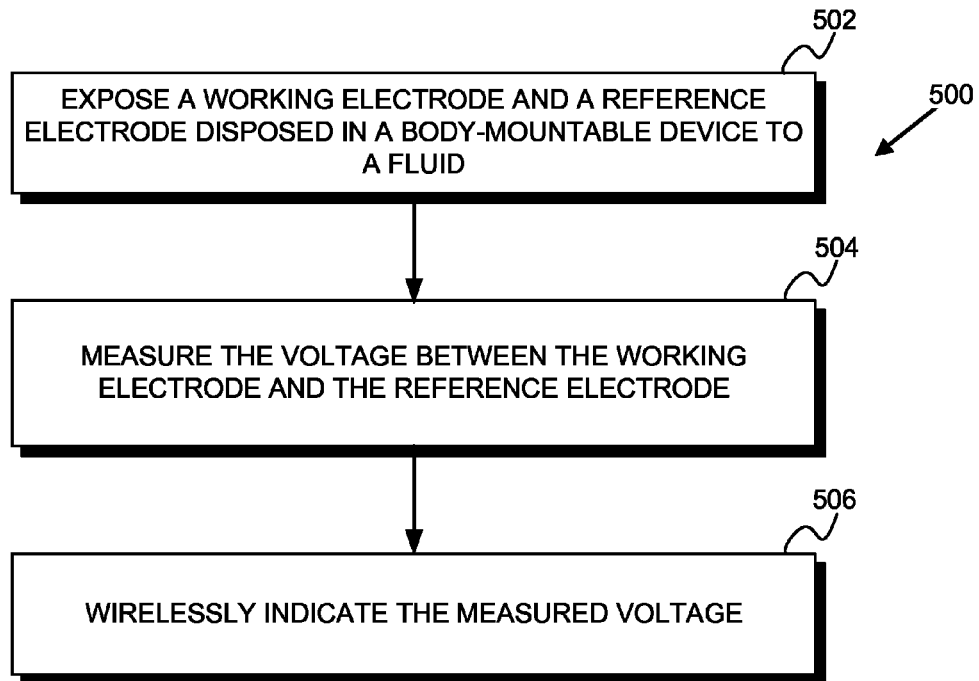 502
500
EXPOSE A WORKING ELECTRODE AND A REFERENCE
ELECTRODE DISPOSED IN A BODY-MOUNTABLE DEVICE TO
A FLUID
504
MEASURE THE VOLTAGE BETWEEN THE WORKING
ELECTRODE AND THE REFERENCE ELECTRODE
506
WIRELESSLY INDICATE THE MEASURED VOLTAGE